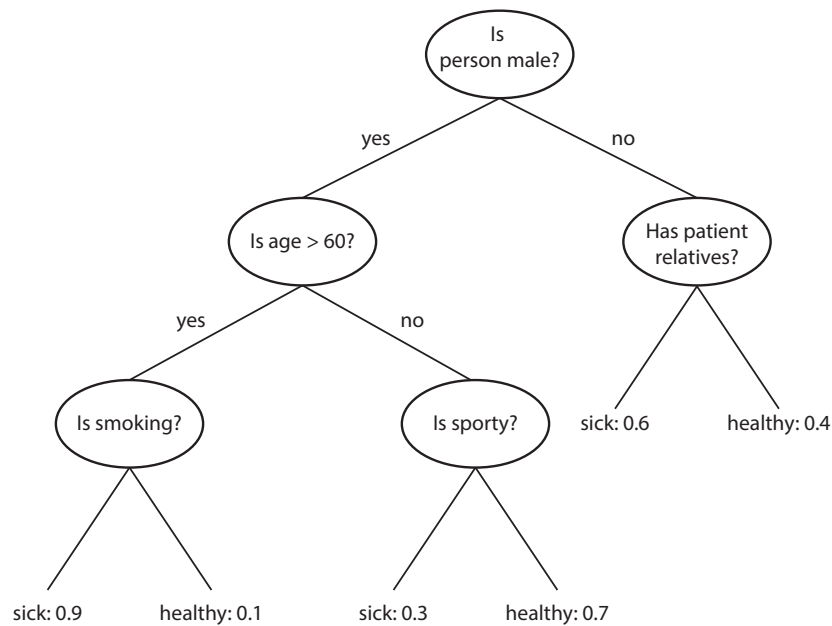 Is
person male?
yes
no
Is age > 60?
Has patient
relatives?
yes
no
Is smoking?
Is sporty?
sick: 0.6
healthy: 0.4
sick: 0.9
healthy: 0.1
sick: 0.3
healthy: 0.7